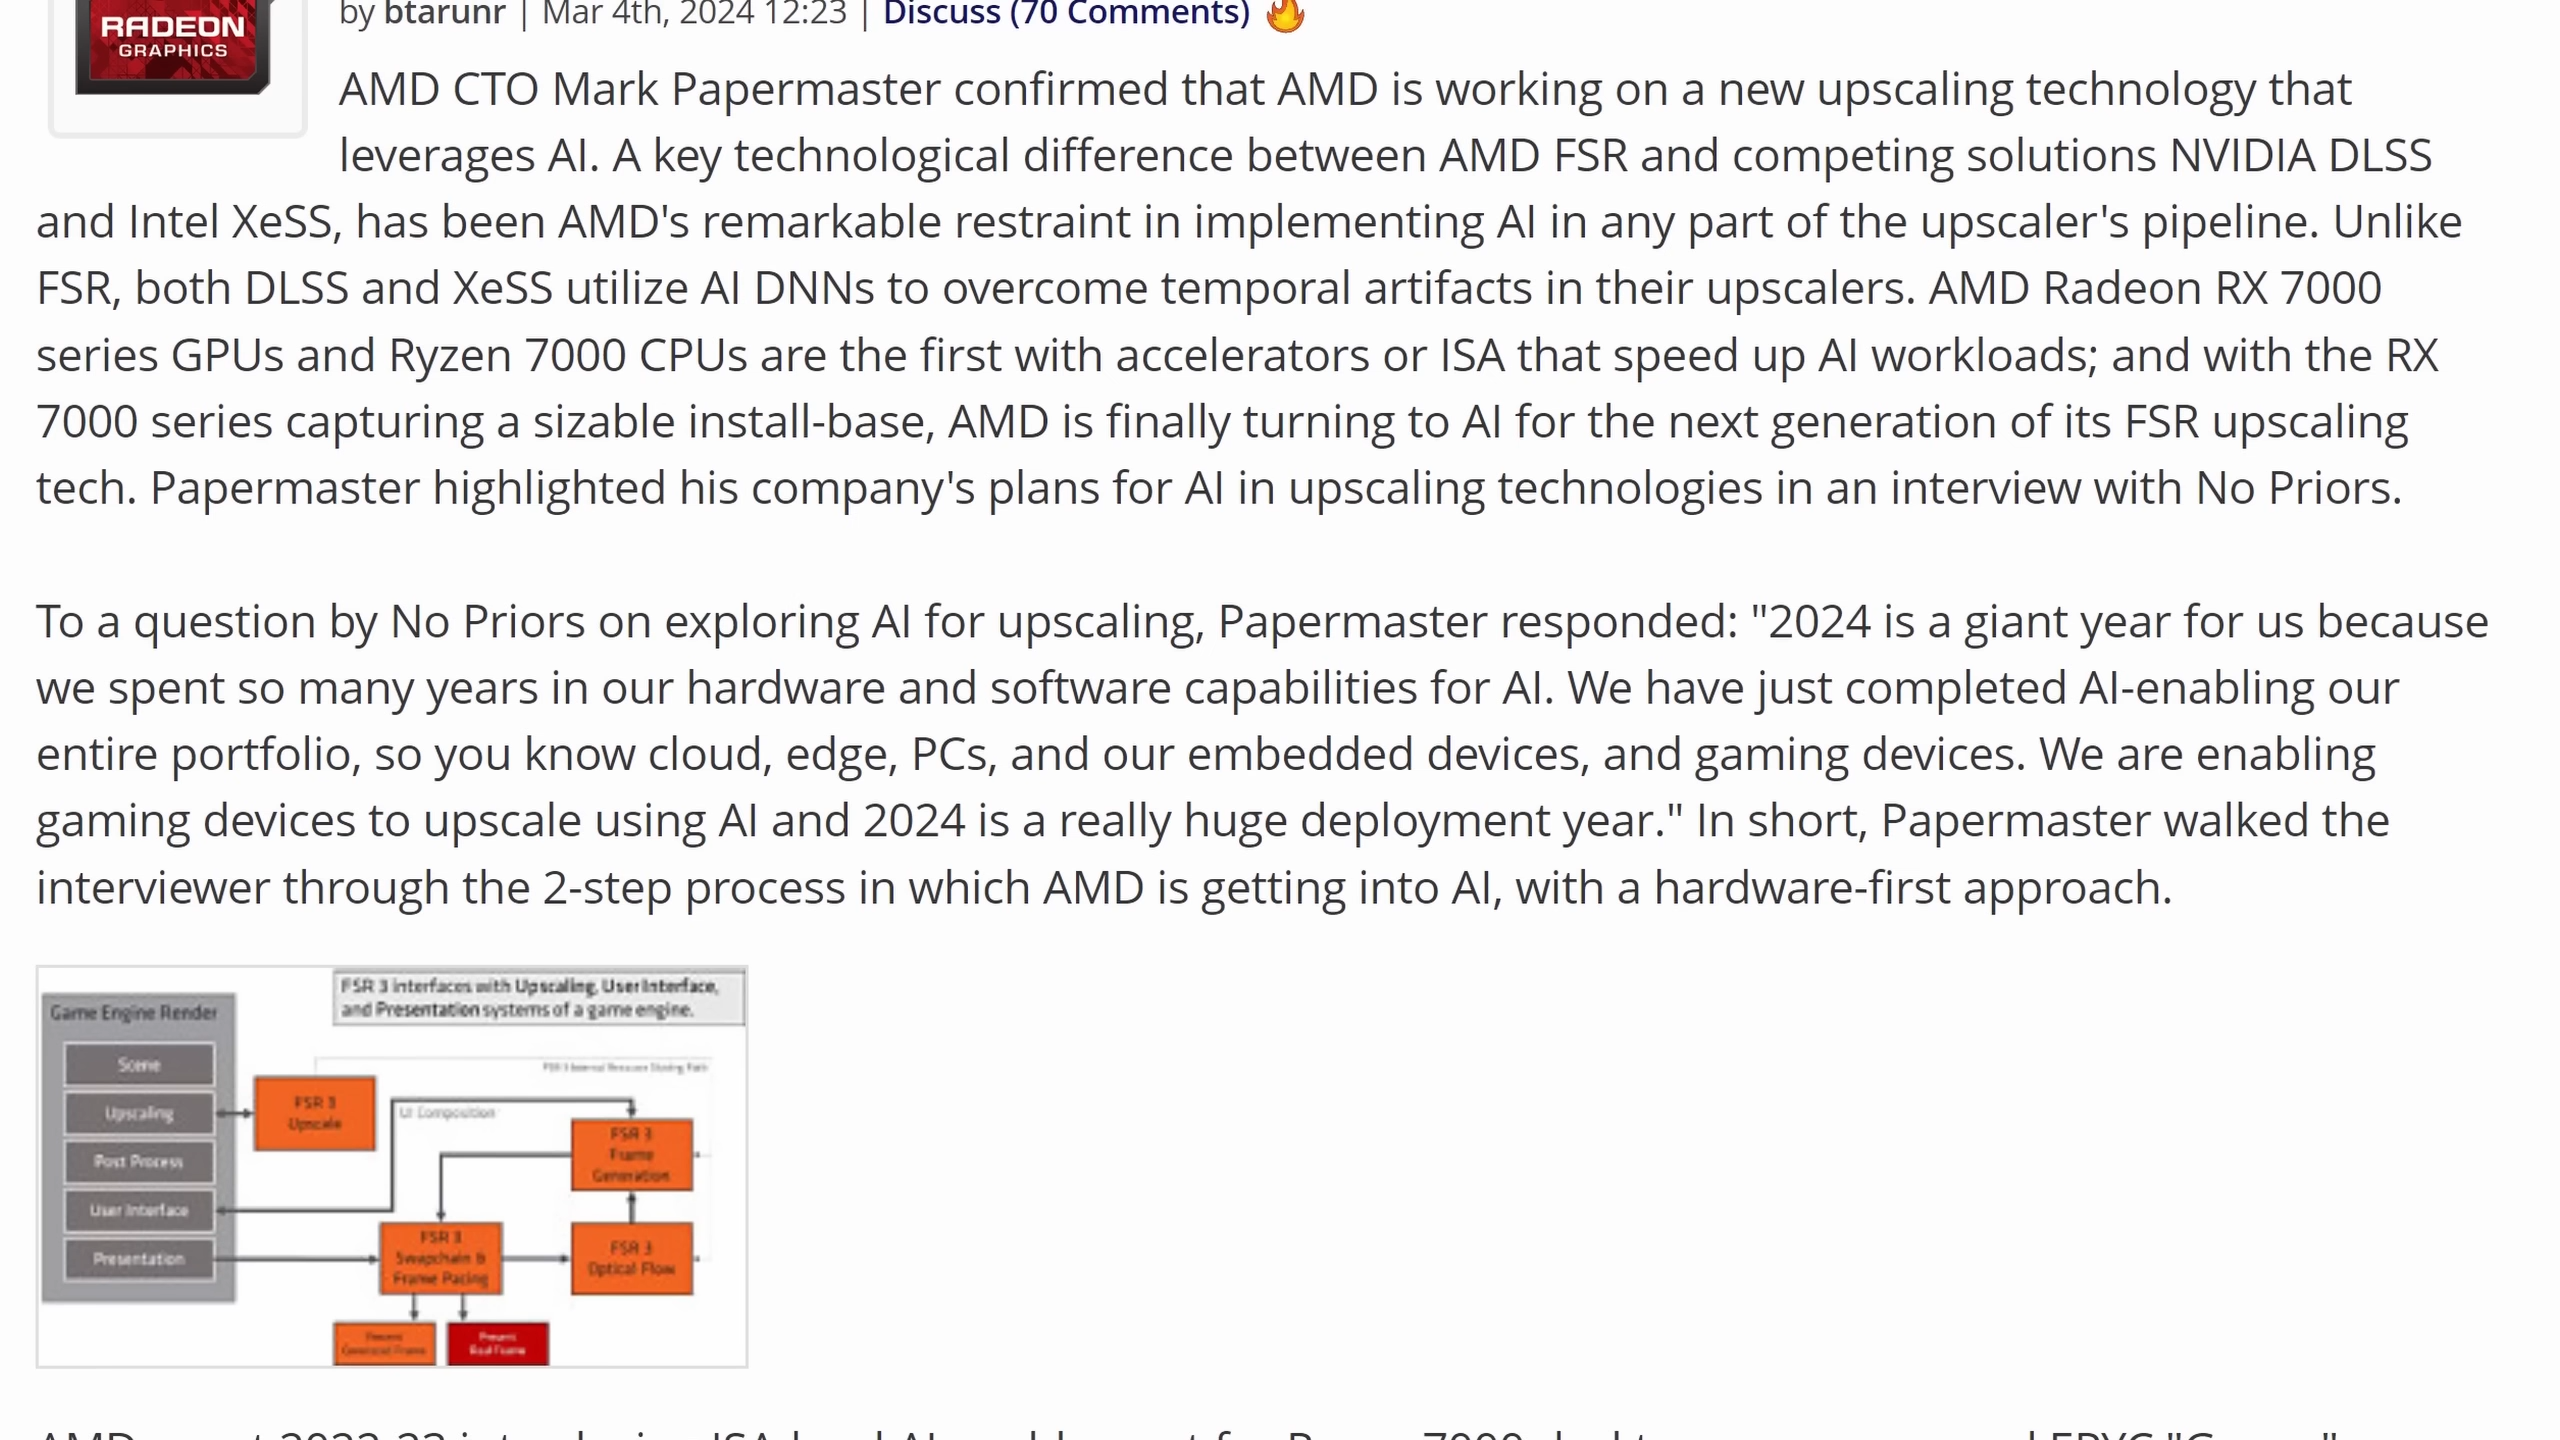 RADEON
GRAPHICS
by btarunr | Mar 4th, 2024 12:23 | Discuss (70 Comments)
AMD CTO Mark Papermaster confirmed that AMD is working on a new upscaling technology that
leverages AI. A key technological difference between AMD FSR and competing solutions NVIDIA DLSS
and Intel XeSS, has been AMD's remarkable restraint in implementing AI in any part of the upscaler's pipeline. Unlike
FSR, both DLSS and XeSS utilize AI DNNs to overcome temporal artifacts in their upscalers. AMD Radeon RX 7000
series GPUs and Ryzen 7000 CPUs are the first with accelerators or ISA that speed up AI workloads; and with the RX
7000 series capturing a sizable install-base, AMD is finally turning to AI for the next generation of its FSR upscaling
tech. Papermaster highlighted his company's plans for AI in upscaling technologies in an interview with No Priors.
To a question by No Priors on exploring AI for upscaling, Papermaster responded: "2024 is a giant year for us because
we spent so many years in our hardware and software capabilities for AI. We have just completed AI-enabling our
entire portfolio, so you know cloud, edge, PCs, and our embedded devices, and gaming devices. We are enabling
gaming devices to upscale using AI and 2024 is a really huge deployment year." In short, Papermaster walked the
interviewer through the 2-step process in which AMD is getting into AI, with a hardware-first approach.
FSR 3 interfaces with Upscaling, User Interface,
and Presentation systems of a game engine.
Game Engine Render
Scene
Upscaling
Post Process
User Interface
Presentation
FSR 3
Upscale
UI Composition
FSR 3
Frame
Generation
FSR 3
Swapchain &
Frame Pacing
FSR 3
Optical Flow
Present
Generated Frame
Present
Real Frame